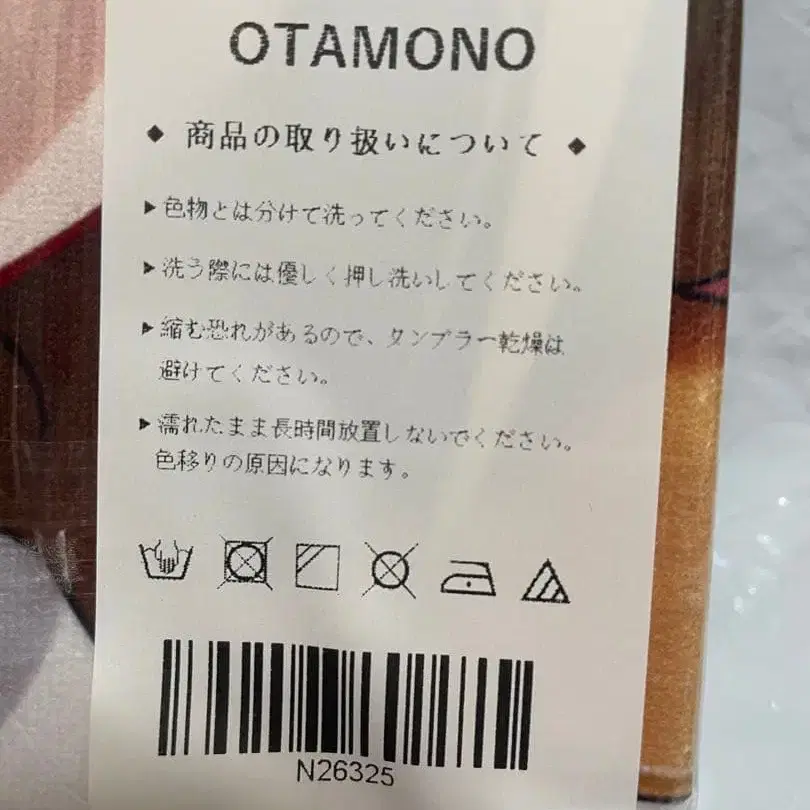 OTAMONO
◆ 商品の取り扱いについて ◆
▶色物とは分けて洗ってください。
▶洗う際には優しく押し洗いしてください。
▶縮む恐れがあるので、タンブラー乾燥は
避けてください。
▶濡れたまま長時間放置しないでください。
色移りの原因になります。
N26325